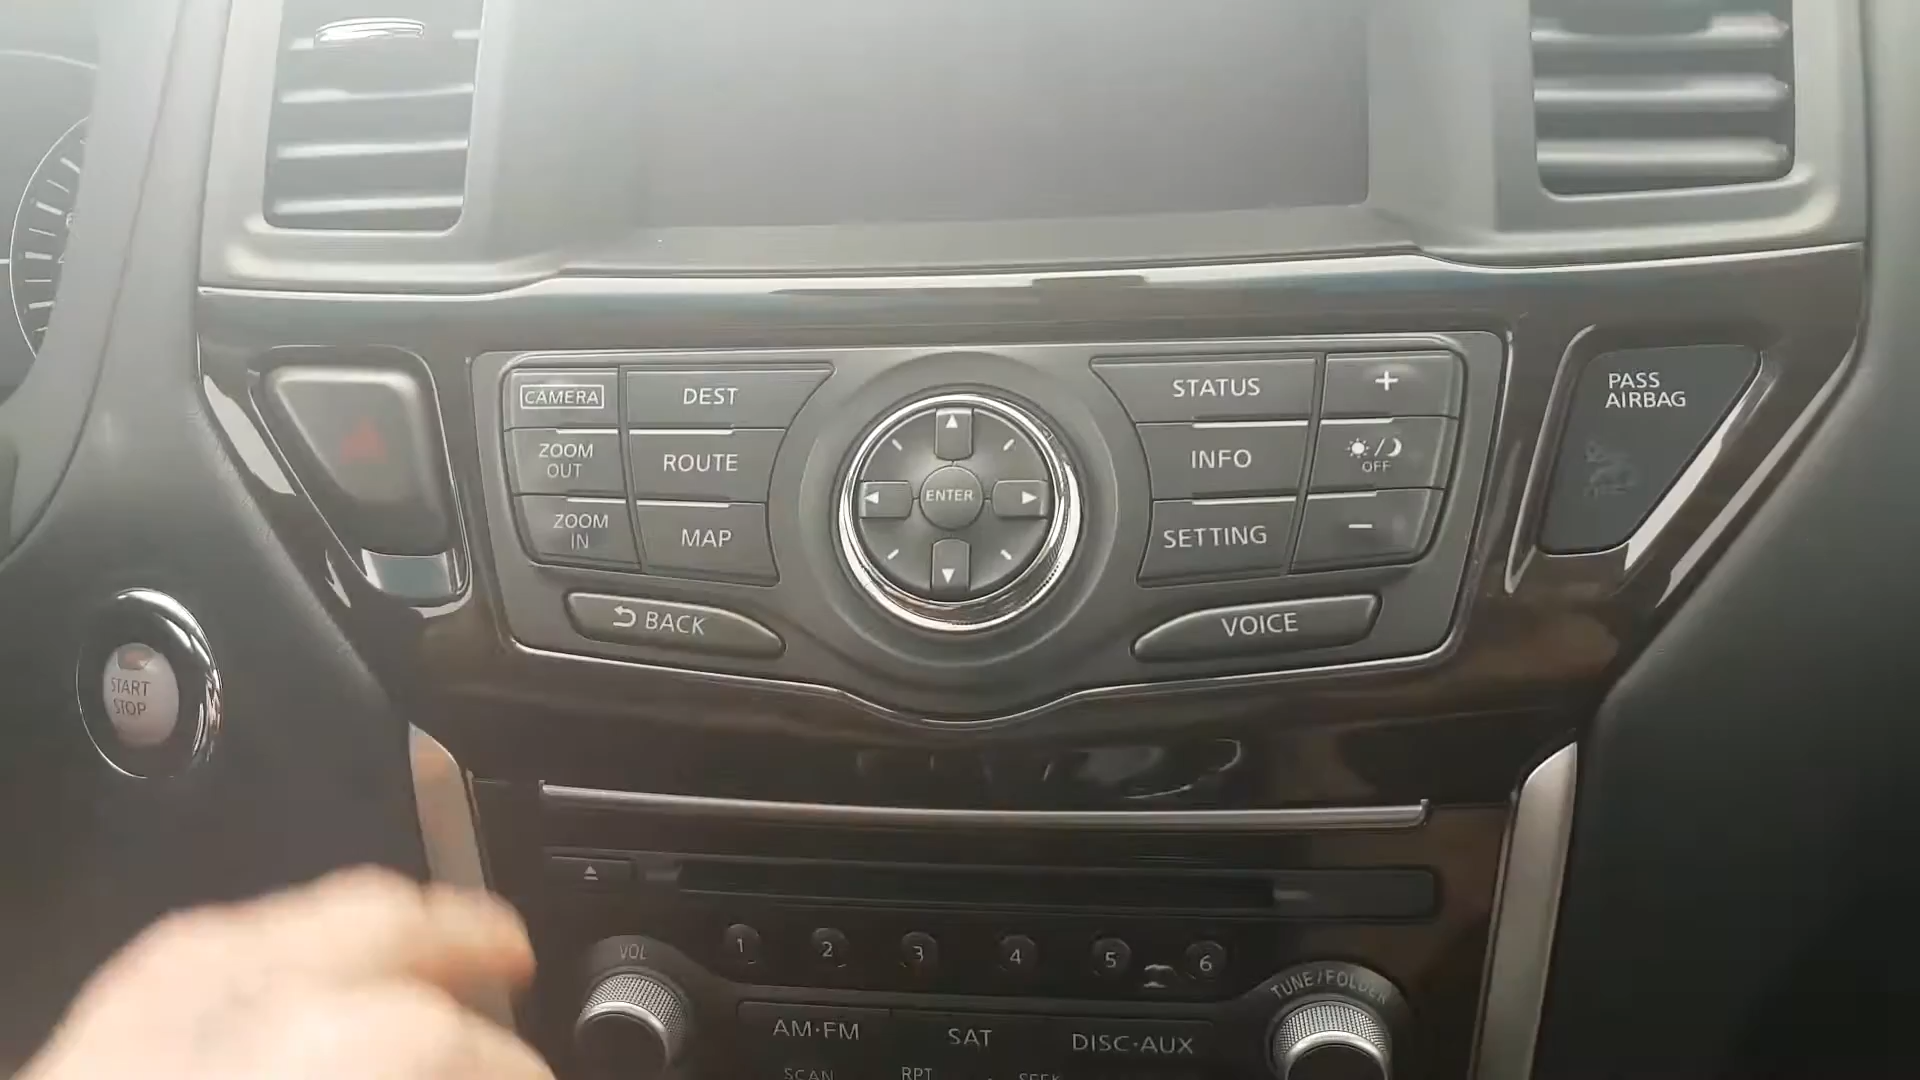 CAMERA
DEST
STATUS
+
PASS
AIRBAG
ZOOM
OUT
ROUTE
INFO
OFF
ZOOM
IN
MAP
ENTER
SETTING
−
BACK
VOICE
START
STOP
1 2 3 4 5 6
VOL
TUNE/FOLDER
AM·FM
SAT
DISC·AUX
SCAN
RPT
SEEK